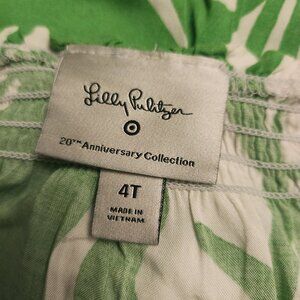 Lilly Pulitzer
20TH Anniversary Collection
4T
MADE IN
VIETNAM